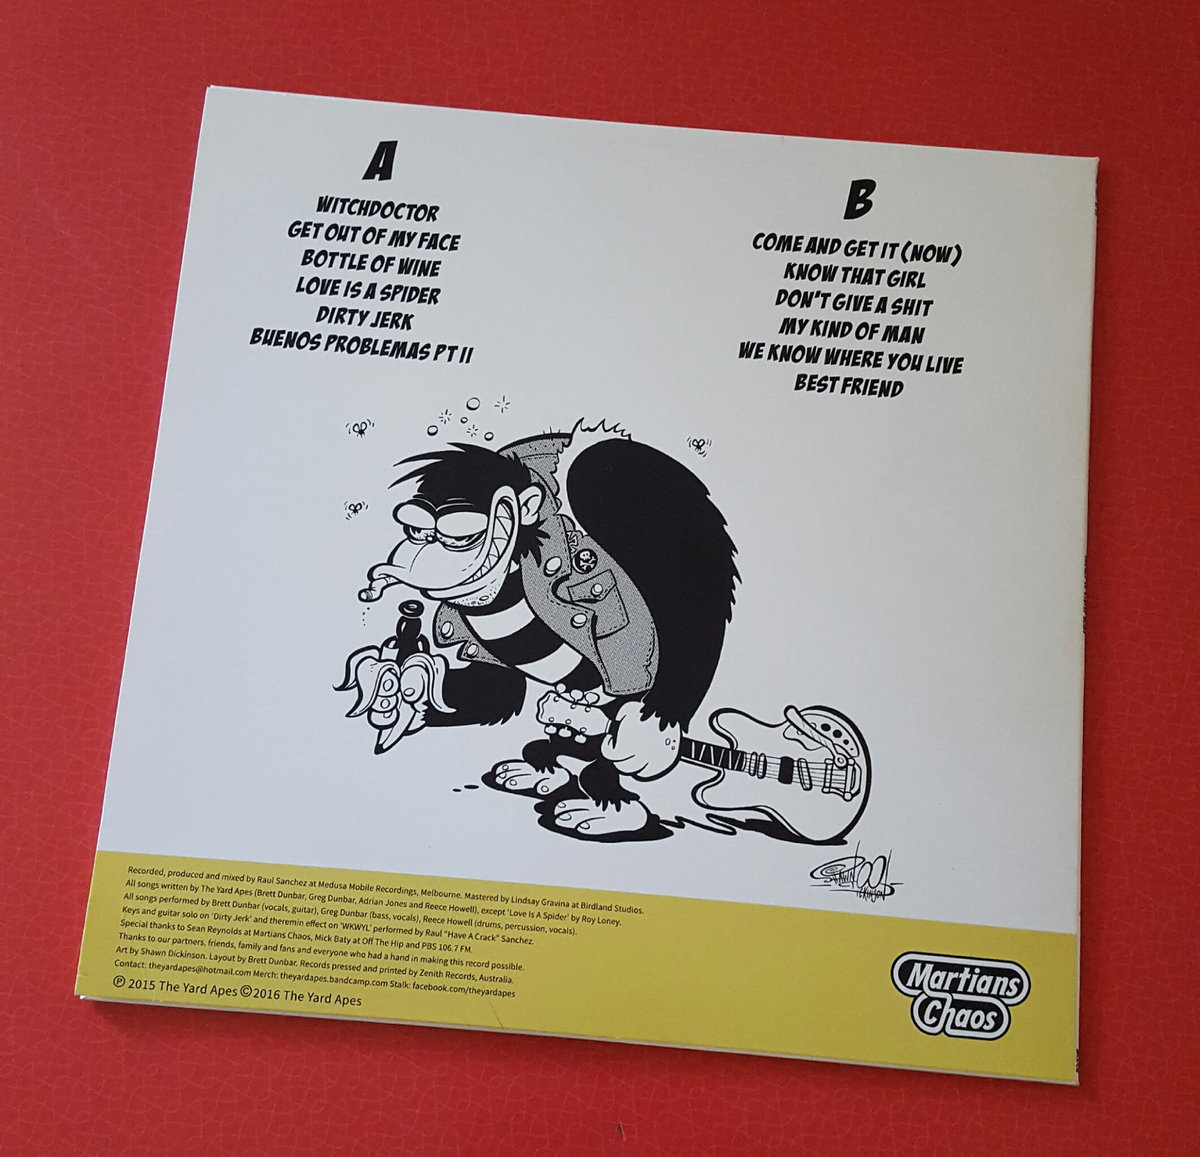 A
WITCHDOCTOR
GET OUT OF MY FACE
BOTTLE OF WINE
LOVE IS A SPIDER
DIRTY JERK
BUENOS PROBLEMAS PT II
B
COME AND GET IT (NOW)
KNOW THAT GIRL
DON'T GIVE A SHIT
MY KIND OF MAN
WE KNOW WHERE YOU LIVE
BEST FRIEND
Recorded, produced and mixed by Raul Sanchez at Medusa Mobile Recordings, Melbourne. Mastered by Lindsay Gravina at Birdland Studios.
All songs written by The Yard Apes (Brett Dunbar, Greg Dunbar, Adrian Jones and Reece Howell), except 'Love Is A Spider' by Roy Loney.
All songs performed by Brett Dunbar (vocals, guitar), Greg Dunbar (bass, vocals), Reece Howell (drums, percussion, vocals).
Keys and guitar solo on 'Dirty Jerk' and theremin effect on 'WKWYL' performed by Raul "Have A Crack" Sanchez.
Special thanks to Sean Reynolds at Martians Chaos, Mick Baty at Off The Hip and PBS 106.7 FM.
Thanks to our partners, friends, family and fans and everyone who had a hand in making this record possible.
Art by Shawn Dickinson. Layout by Brett Dunbar. Records pressed and printed by Zenith Records, Australia.
Contact: theyardapes@hotmail.com Merch: theyardapes.bandcamp.com Stalk: facebook.com/theyardapes
℗ 2015 The Yard Apes ©2016 The Yard Apes
Martians
Chaos